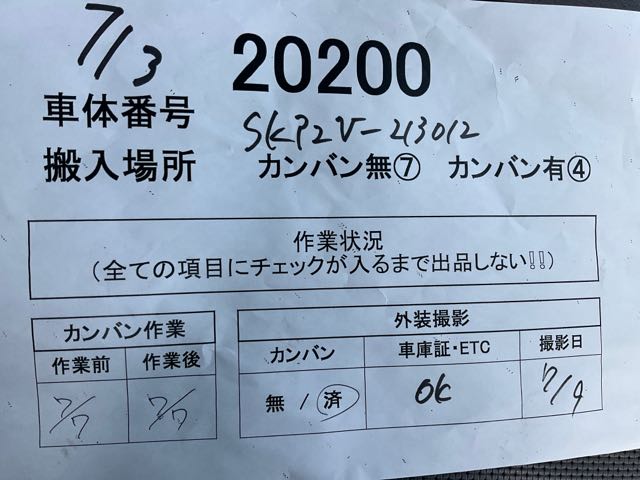 7/3
20200
車体番号 SKP2V-213012
搬入場所 カンバン無⑦ カンバン有④
作業状況
(全ての項目にチェックが入るまで出品しない!!)
カンバン作業
作業前 作業後
7/7 7/7
外装撮影
カンバン 車庫証・ETC 撮影日
無 / 済 OK 7/9